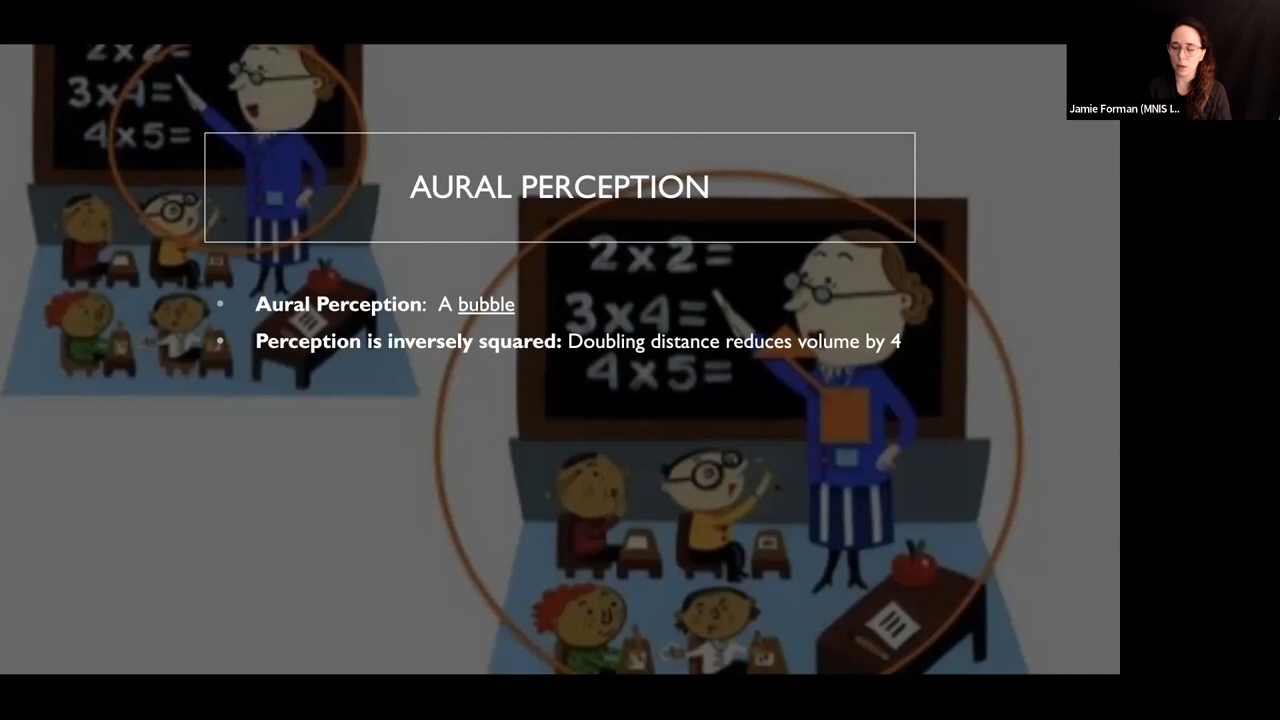 Jamie Forman (MNIS I...
2x2=
3x4=
4x5=
AURAL PERCEPTION
• Aural Perception: A bubble
• Perception is inversely squared: Doubling distance reduces volume by 4
2x2=
3x4=
4x5=